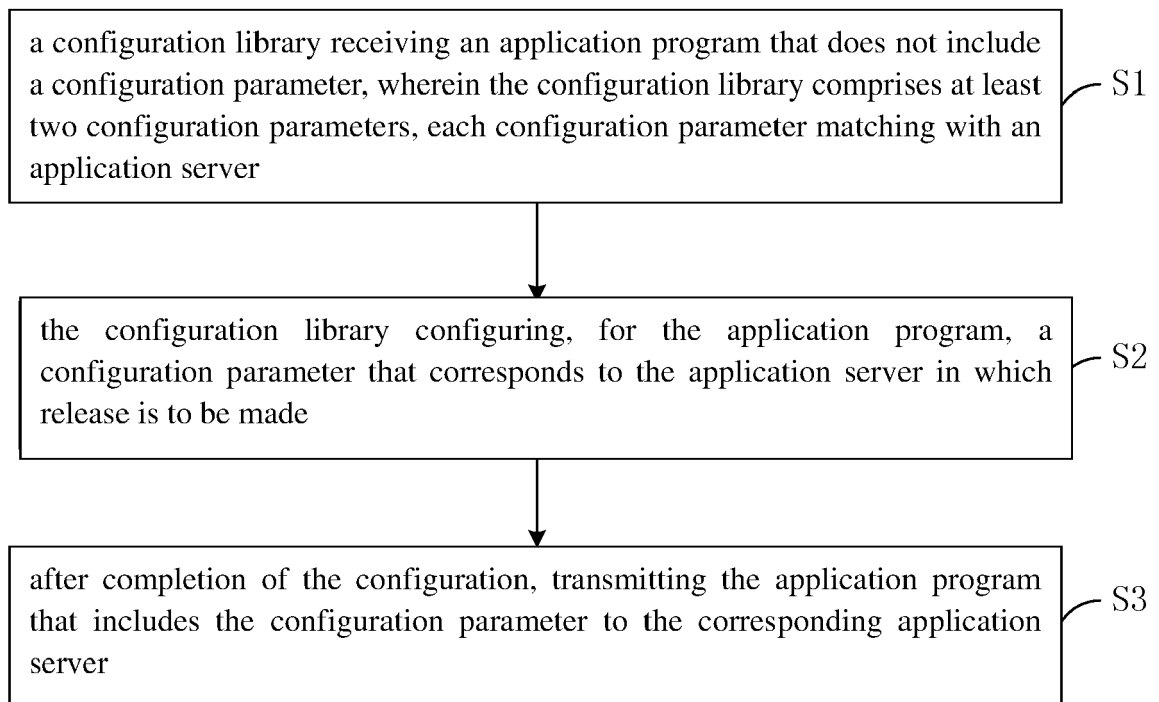 a configuration library receiving an application program that does not include
a configuration parameter, wherein the configuration library comprises at least
two configuration parameters, each configuration parameter matching with an
application server
S1
the configuration library configuring, for the application program, a
configuration parameter that corresponds to the application server in which
release is to be made
S2
after completion of the configuration, transmitting the application program
that includes the configuration parameter to the corresponding application
server
S3